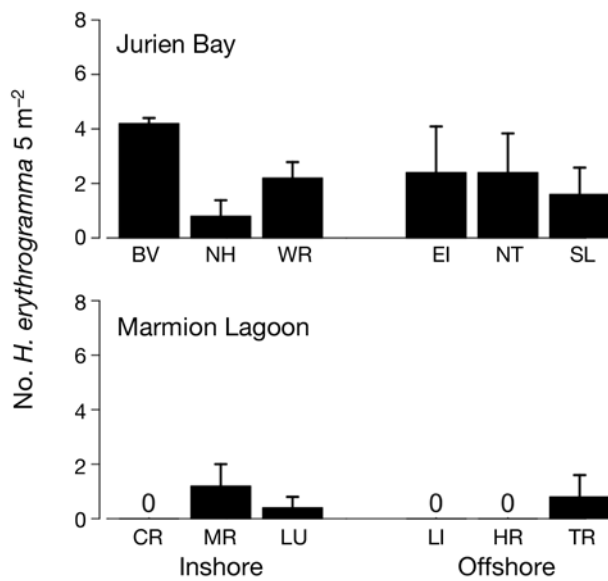 No. H. erythrogramma 5 m⁻²
Jurien Bay
8
6
4
2
0
BV NH WR EI NT SL
Marmion Lagoon
8
6
4
2
0
0 0 0
CR MR LU LI HR TR
Inshore Offshore